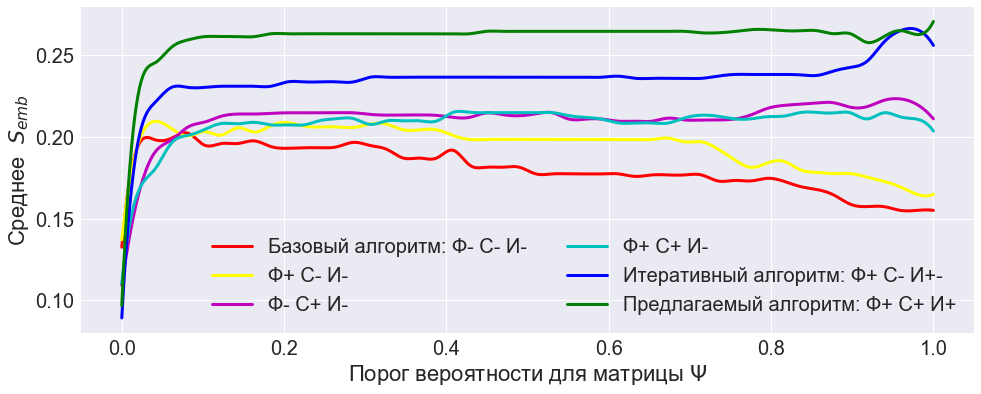 0.25
0.20
0.15
0.10
Среднее S_emb
Базовый алгоритм: Ф- С- И-
Ф+ С- И-
Ф- С+ И-
Ф+ С+ И-
Итеративный алгоритм: Ф+ С- И+-
Предлагаемый алгоритм: Ф+ С+ И+
0.0 0.2 0.4 0.6 0.8 1.0
Порог вероятности для матрицы Ψ